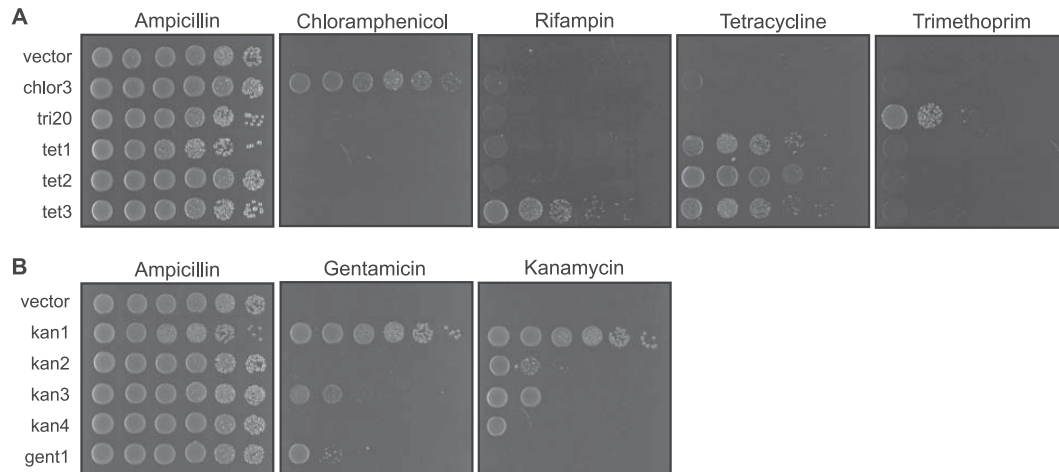 A
Ampicillin Chloramphenicol Rifampin Tetracycline Trimethoprim
vector
chlor3
tri20
tet1
tet2
tet3
B
Ampicillin Gentamicin Kanamycin
vector
kan1
kan2
kan3
kan4
gent1